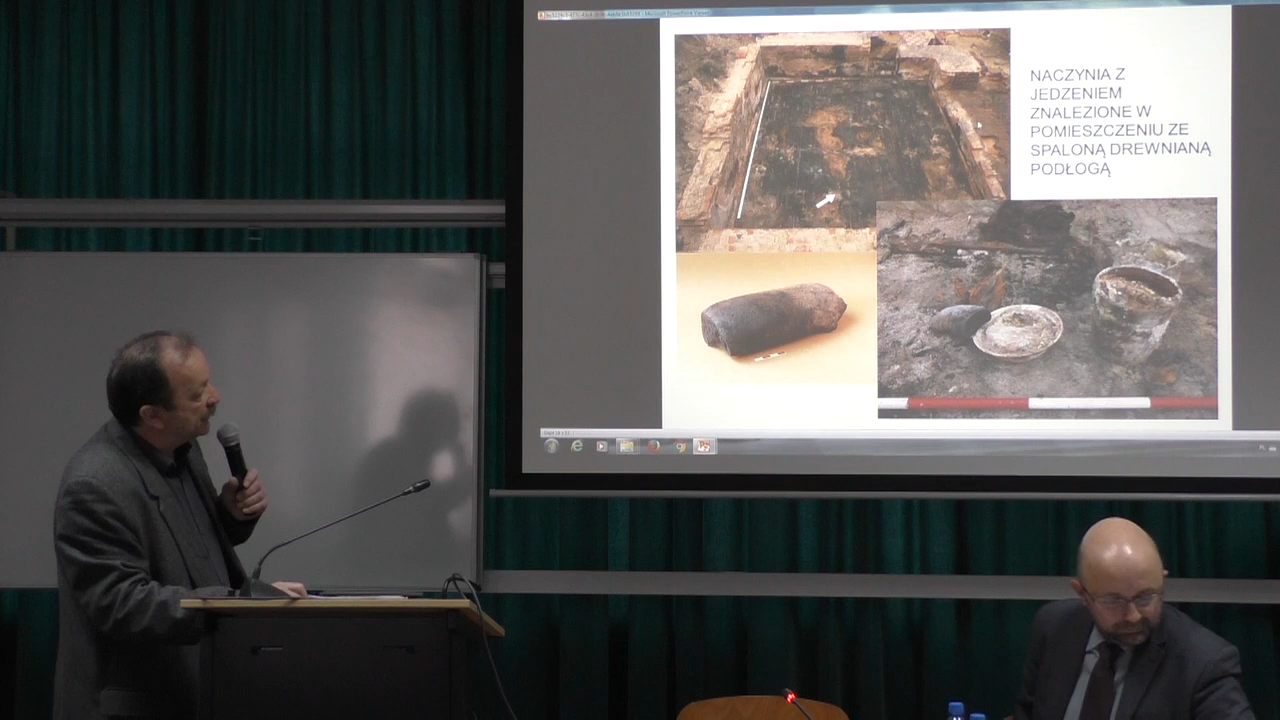 NACZYNIA Z
JEDZENIEM
ZNALEZIONE W
POMIESZCZENIU ZE
SPALONĄ DREWNIANĄ
PODŁOGĄ